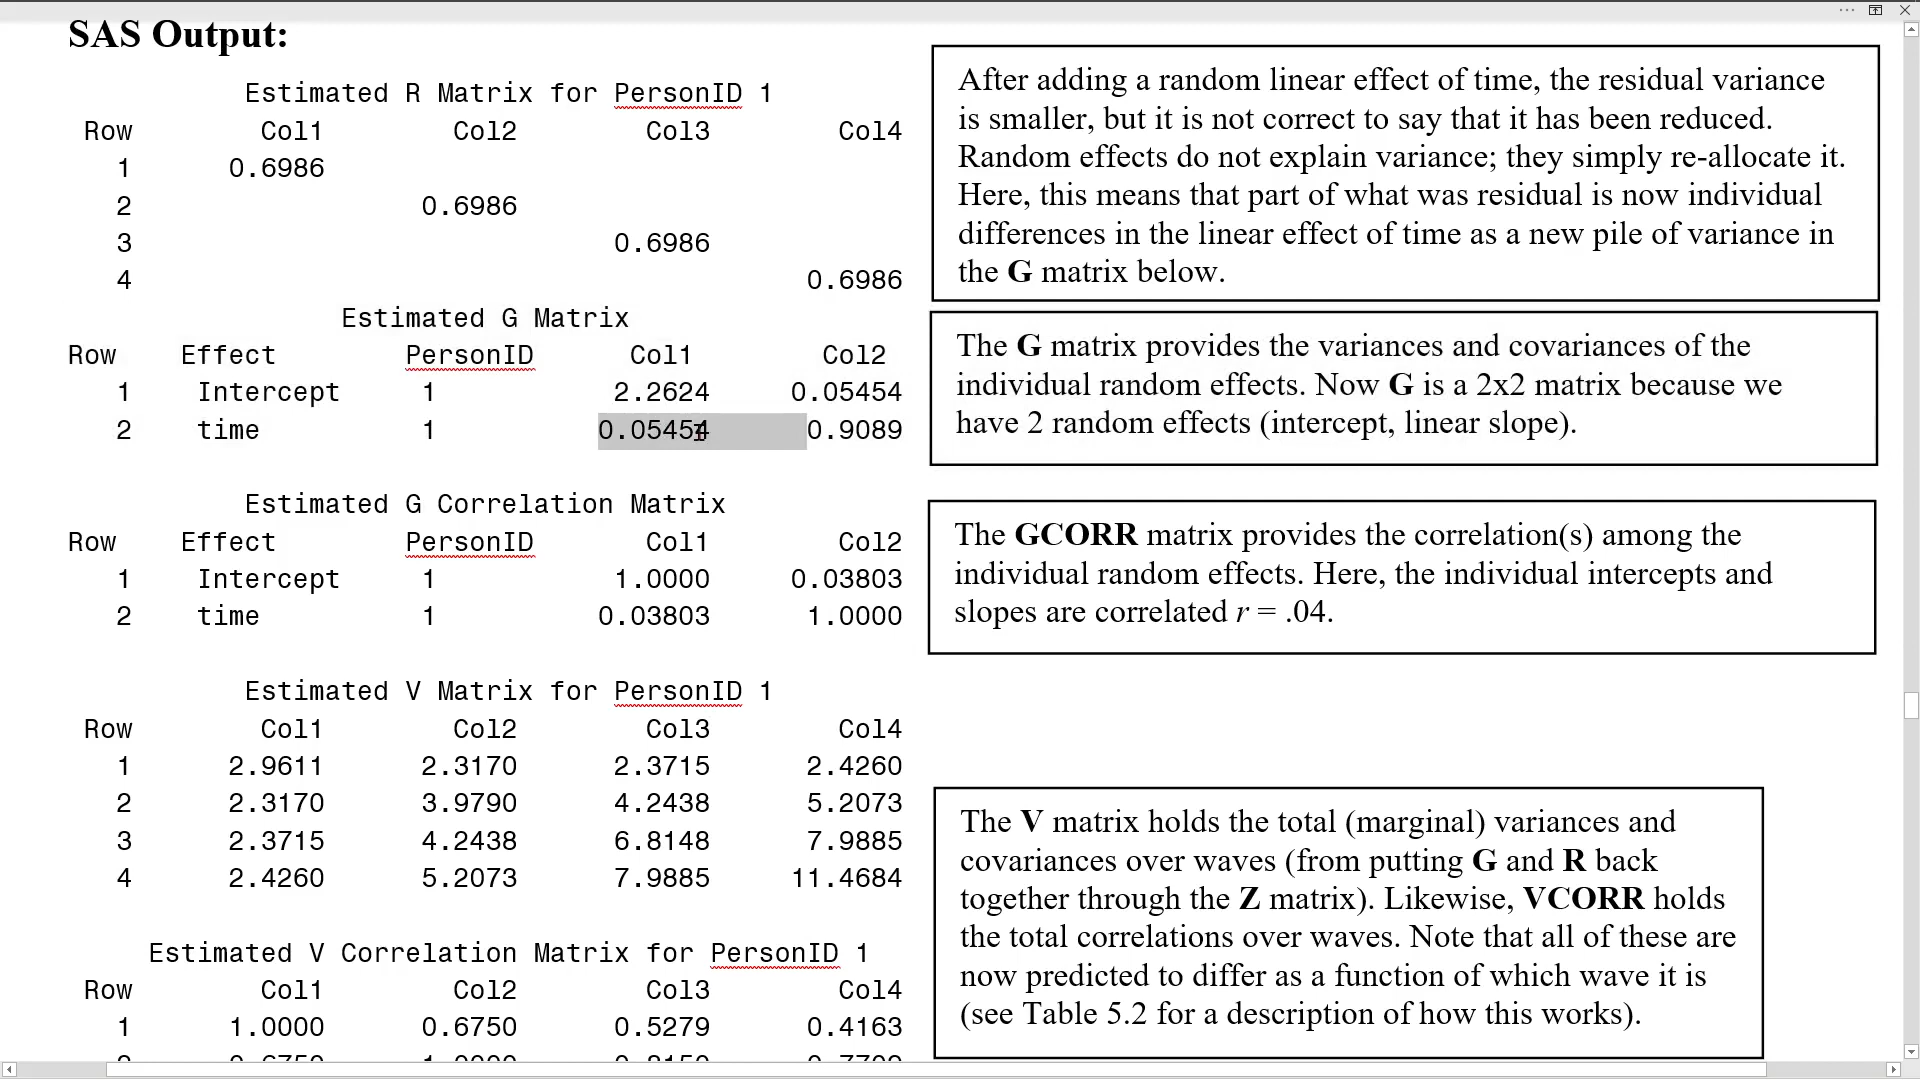 SAS Output:
Estimated R Matrix for PersonID 1
Row Col1 Col2 Col3 Col4
1 0.6986
2 0.6986
3 0.6986
4 0.6986
Estimated G Matrix
Row Effect PersonID Col1 Col2
1 Intercept 1 2.2624 0.05454
2 time 1 0.05454 0.9089
Estimated G Correlation Matrix
Row Effect PersonID Col1 Col2
1 Intercept 1 1.0000 0.03803
2 time 1 0.03803 1.0000
Estimated V Matrix for PersonID 1
Row Col1 Col2 Col3 Col4
1 2.9611 2.3170 2.3715 2.4260
2 2.3170 3.9790 4.2438 5.2073
3 2.3715 4.2438 6.8148 7.9885
4 2.4260 5.2073 7.9885 11.4684
Estimated V Correlation Matrix for PersonID 1
Row Col1 Col2 Col3 Col4
1 1.0000 0.6750 0.5279 0.4163
After adding a random linear effect of time, the residual variance
is smaller, but it is not correct to say that it has been reduced.
Random effects do not explain variance; they simply re-allocate it.
Here, this means that part of what was residual is now individual
differences in the linear effect of time as a new pile of variance in
the G matrix below.
The G matrix provides the variances and covariances of the
individual random effects. Now G is a 2x2 matrix because we
have 2 random effects (intercept, linear slope).
The GCORR matrix provides the correlation(s) among the
individual random effects. Here, the individual intercepts and
slopes are correlated r = .04.
The V matrix holds the total (marginal) variances and
covariances over waves (from putting G and R back
together through the Z matrix). Likewise, VCORR holds
the total correlations over waves. Note that all of these are
now predicted to differ as a function of which wave it is
(see Table 5.2 for a description of how this works).